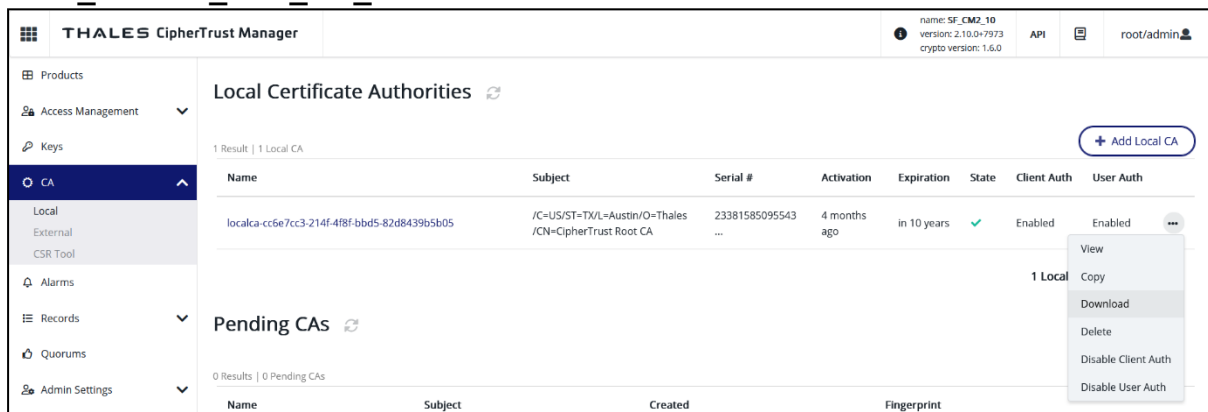 THALES CipherTrust Manager
name: SF_CM2_10
version: 2.10.0+7973
crypto version: 1.6.0
API
root/admin
Products
Access Management
Keys
CA
Local
External
CSR Tool
Alarms
Records
Quorums
Admin Settings
Local Certificate Authorities
1 Result | 1 Local CA
+ Add Local CA
Name Subject Serial # Activation Expiration State Client Auth User Auth
localca-cc6e7cc3-214f-4f8f-bbd5-82d8439b5b05 /C=US/ST=TX/L=Austin/O=Thales 23381585095543 4 months in 10 years Enabled Enabled
/CN=CipherTrust Root CA ... ago
1 Local
View
Copy
Download
Delete
Disable Client Auth
Disable User Auth
Pending CAs
0 Results | 0 Pending CAs
Name Subject Created Fingerprint